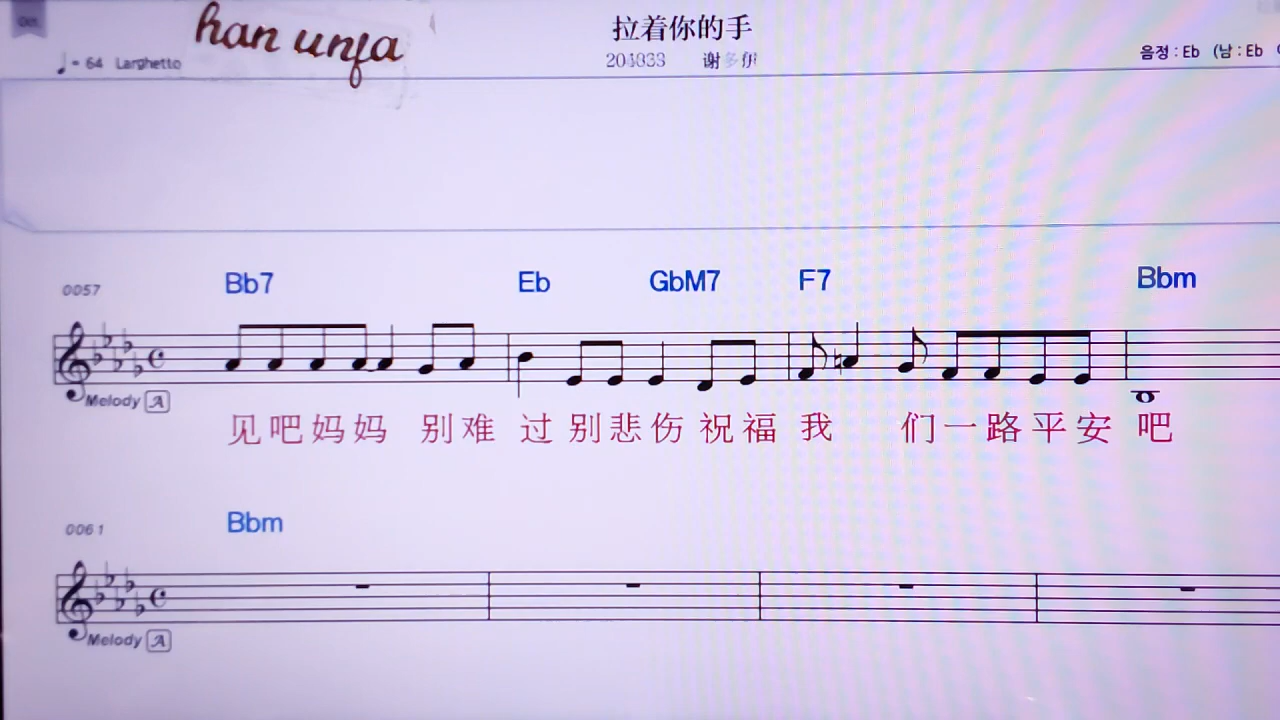 han unfa
拉着你的手
♩= 64 Larghetto
204833 谢
음정 : Eb (남 : Eb
0057 Bb7 Eb GbM7 F7 Bbm
Melody A
见吧妈妈 别难 过别悲伤祝福 我 们一路平安 吧
0061 Bbm
Melody A